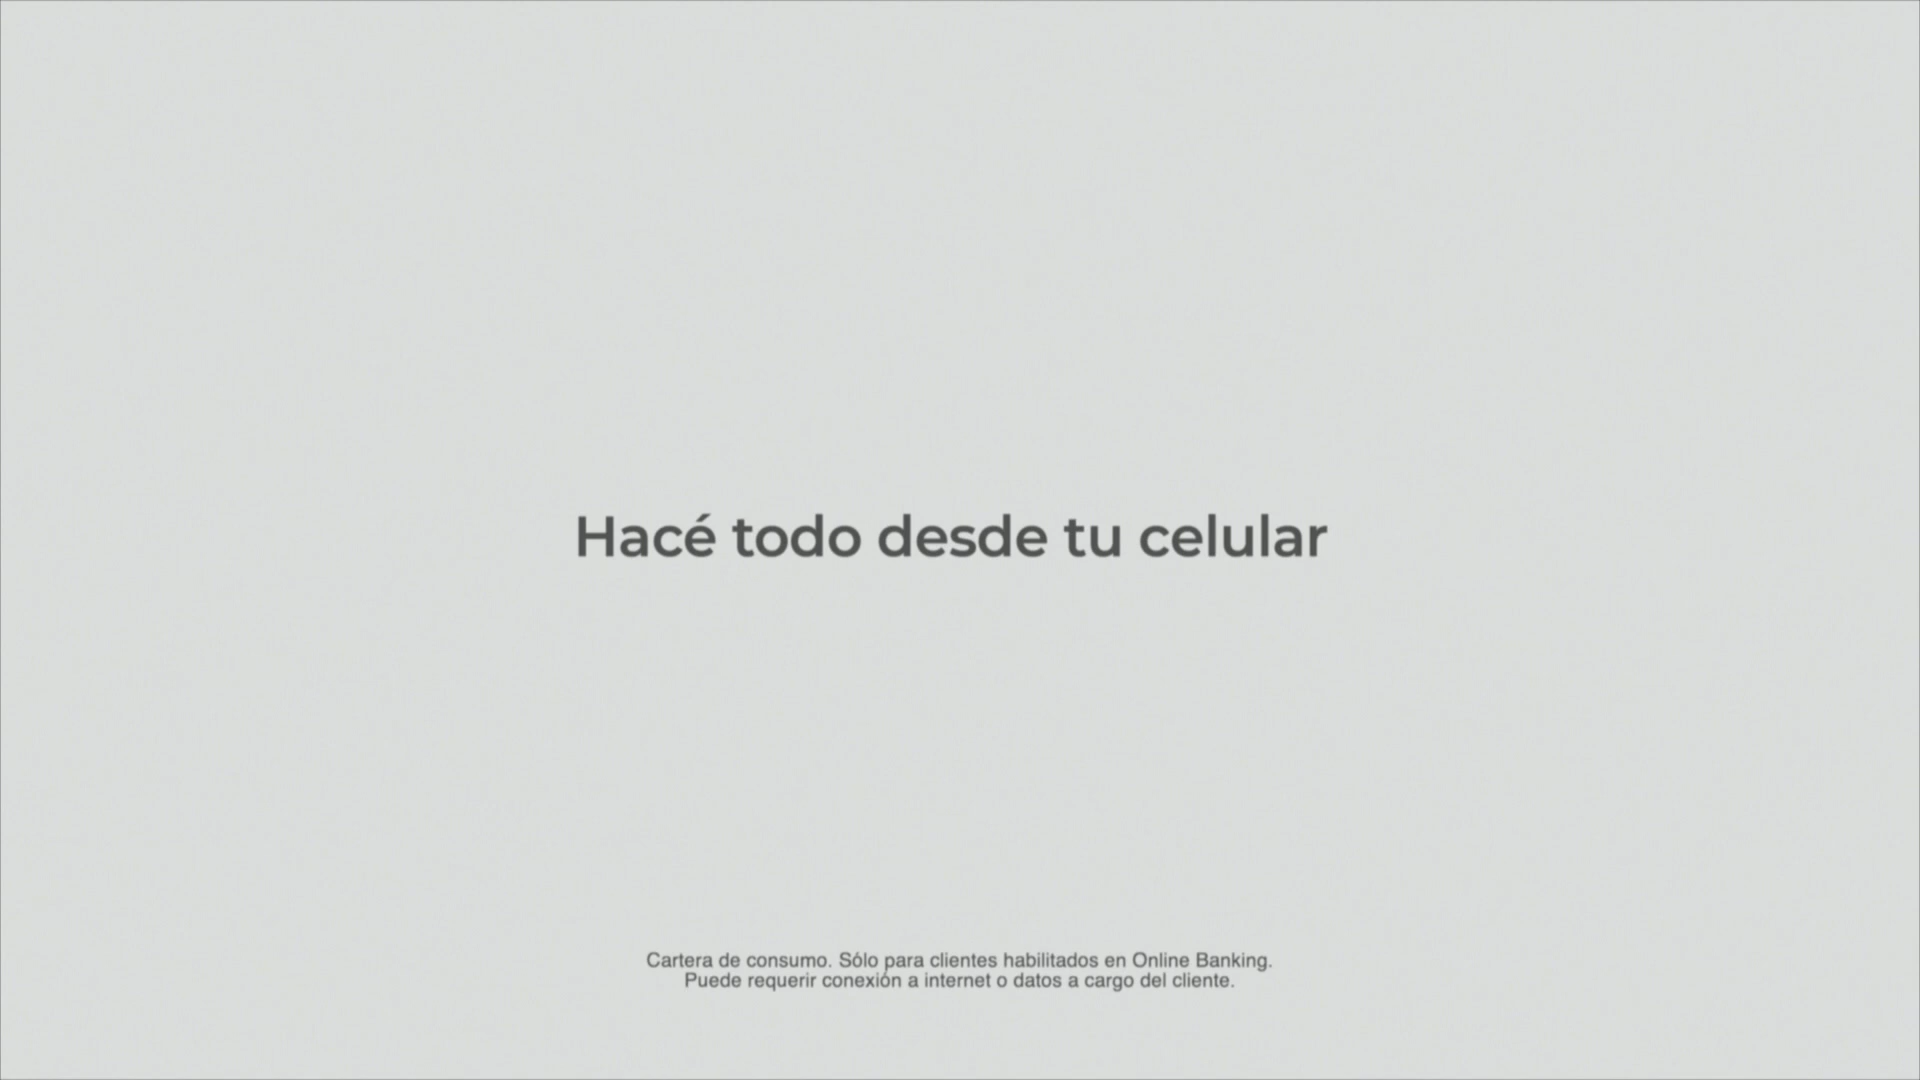 Hacé todo desde tu celular
Cartera de consumo. Sólo para clientes habilitados en Online Banking.
Puede requerir conexión a internet o datos a cargo del cliente.